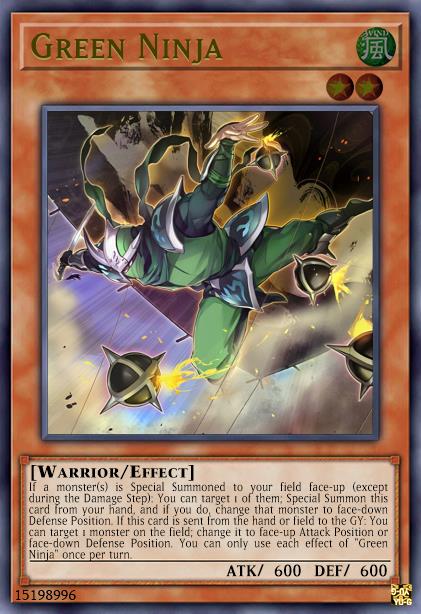 GREEN NINJA
WIND
風
[WARRIOR/EFFECT]
If a monster(s) is Special Summoned to your field face-up (except
during the Damage Step): You can target 1 of them; Special Summon this
card from your hand, and if you do, change that monster to face-down
Defense Position. If this card is sent from the hand or field to the GY: You
can target 1 monster on the field; change it to face-up Attack Position or
face-down Defense Position. You can only use each effect of "Green
Ninja" once per turn.
ATK/ 600 DEF/ 600
15198996